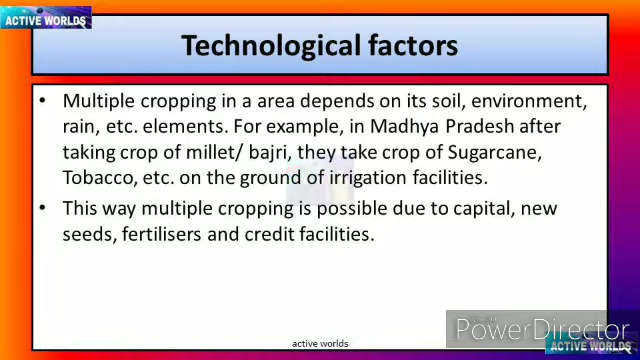 ACTIVE WORLDS
Technological factors
• Multiple cropping in a area depends on its soil, environment,
rain, etc. elements. For example, in Madhya Pradesh after
taking crop of millet/ bajri, they take crop of Sugarcane,
Tobacco, etc. on the ground of irrigation facilities.
• This way multiple cropping is possible due to capital, new
seeds, fertilisers and credit facilities.
PowerDirector
active worlds
ACTIVE WORLDS